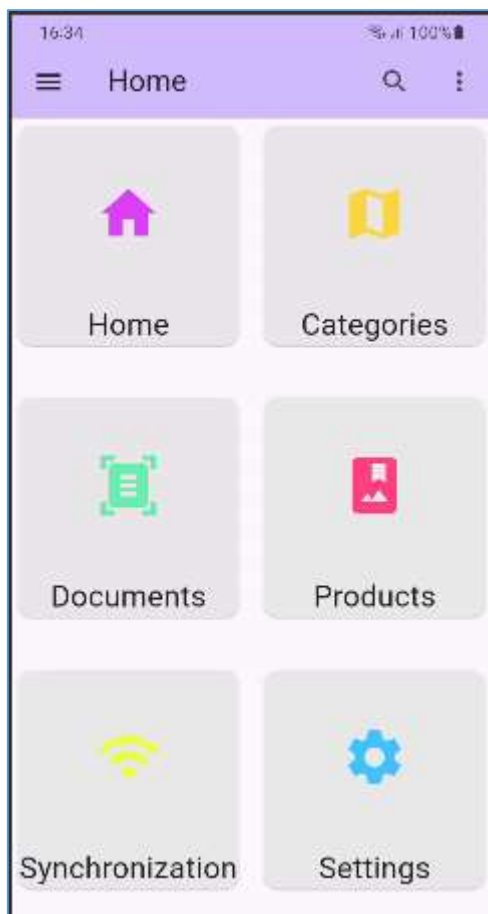 16:34 100%
Home
Home Categories
Documents Products
Synchronization Settings